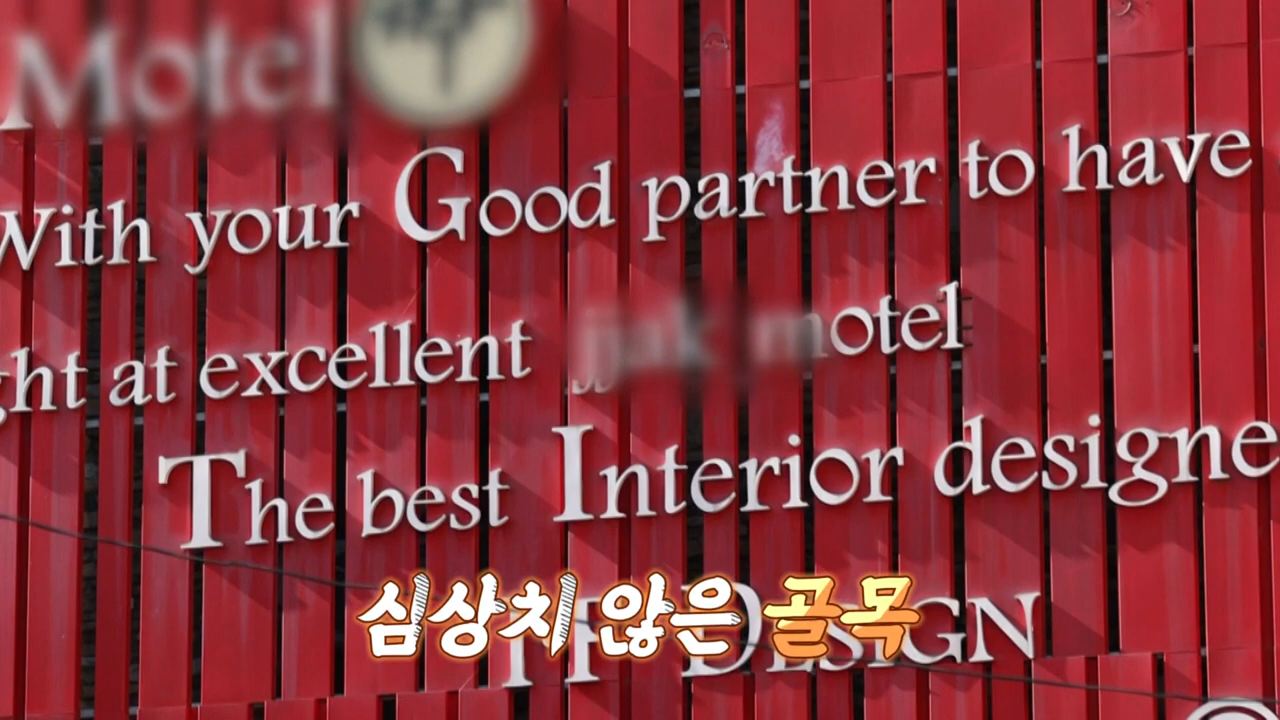 Motel
With your Good partner to have
ght at excellent otel
The best Interior designe
DESIGN
심상치 않은 골목